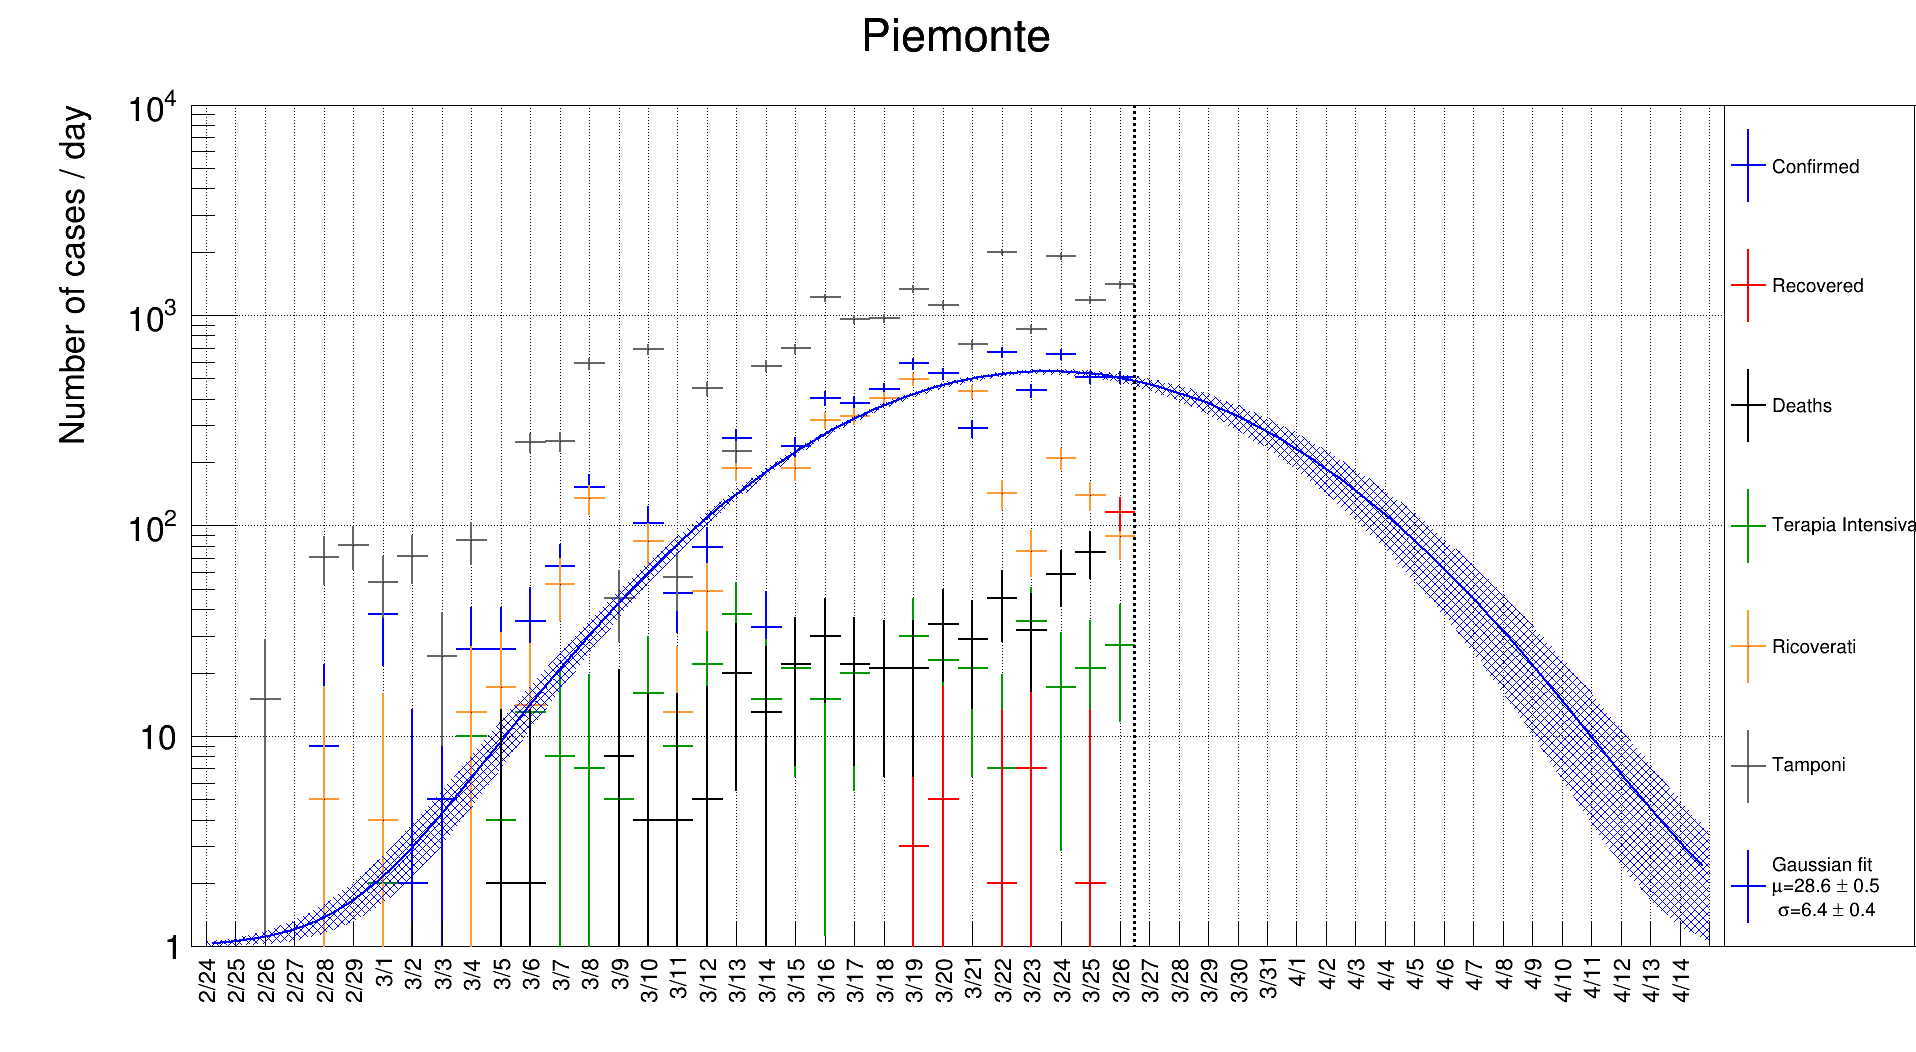 Piemonte
Number of cases / day
10^4
10^3
10^2
10
1
2/24 2/25 2/26 2/27 2/28 2/29 3/1 3/2 3/3 3/4 3/5 3/6 3/7 3/8 3/9 3/10 3/11 3/12 3/13 3/14 3/15 3/16 3/17 3/18 3/19 3/20 3/21 3/22 3/23 3/24 3/25 3/26 3/27 3/28 3/29 3/30 3/31 4/1 4/2 4/3 4/4 4/5 4/6 4/7 4/8 4/9 4/10 4/11 4/12 4/13 4/14
Confirmed
Recovered
Deaths
Terapia Intensiva
Ricoverati
Tamponi
Gaussian fit
μ=28.6 ± 0.5
σ=6.4 ± 0.4